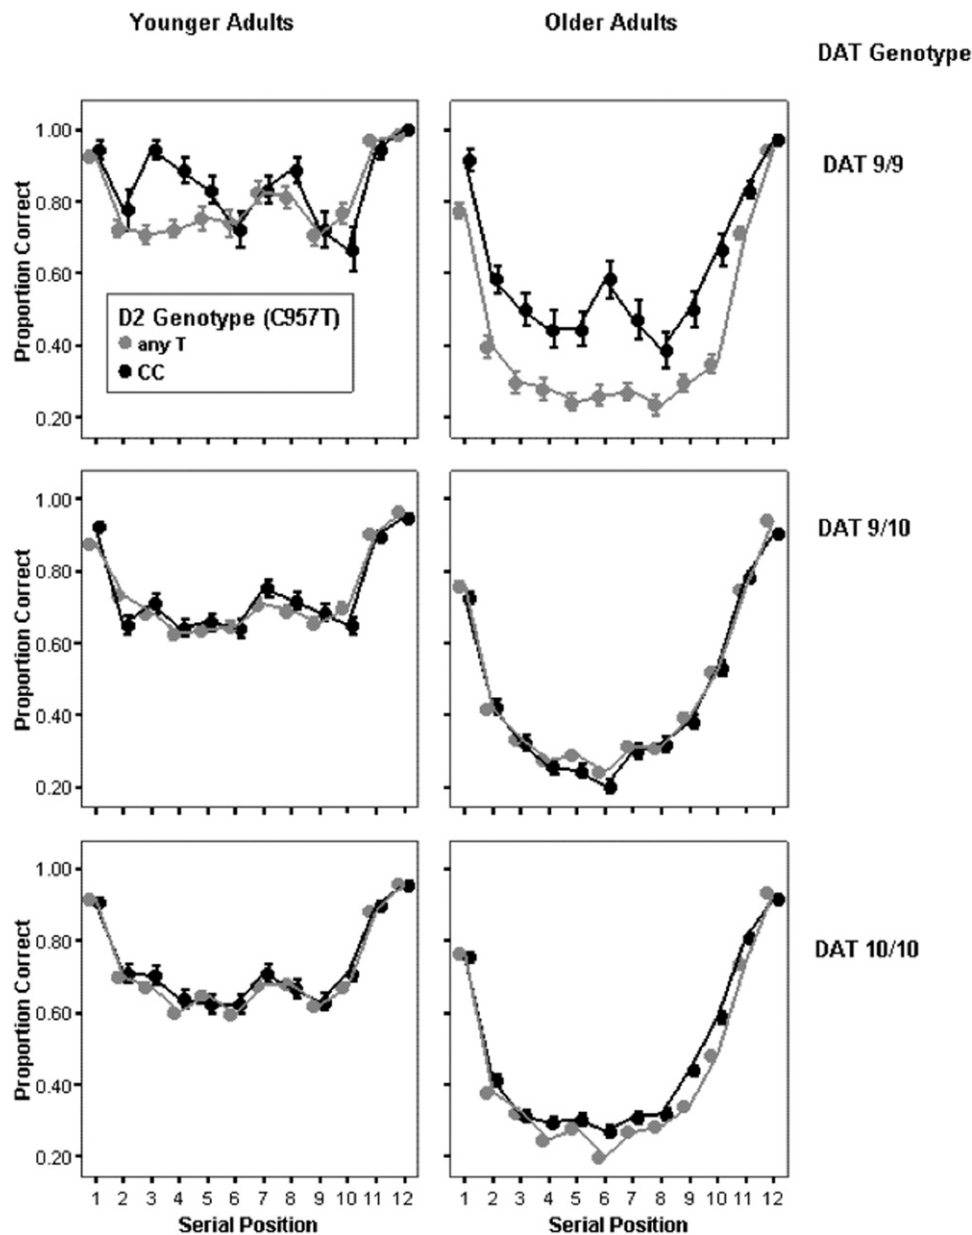 Younger Adults
Older Adults
DAT Genotype
1.00
0.80
0.60
0.40
0.20
Proportion Correct
D2 Genotype (C957T)
any T
CC
DAT 9/9
1.00
0.80
0.60
0.40
0.20
Proportion Correct
DAT 9/10
1.00
0.80
0.60
0.40
0.20
Proportion Correct
DAT 10/10
1 2 3 4 5 6 7 8 9 10 11 12
1 2 3 4 5 6 7 8 9 10 11 12
Serial Position
Serial Position